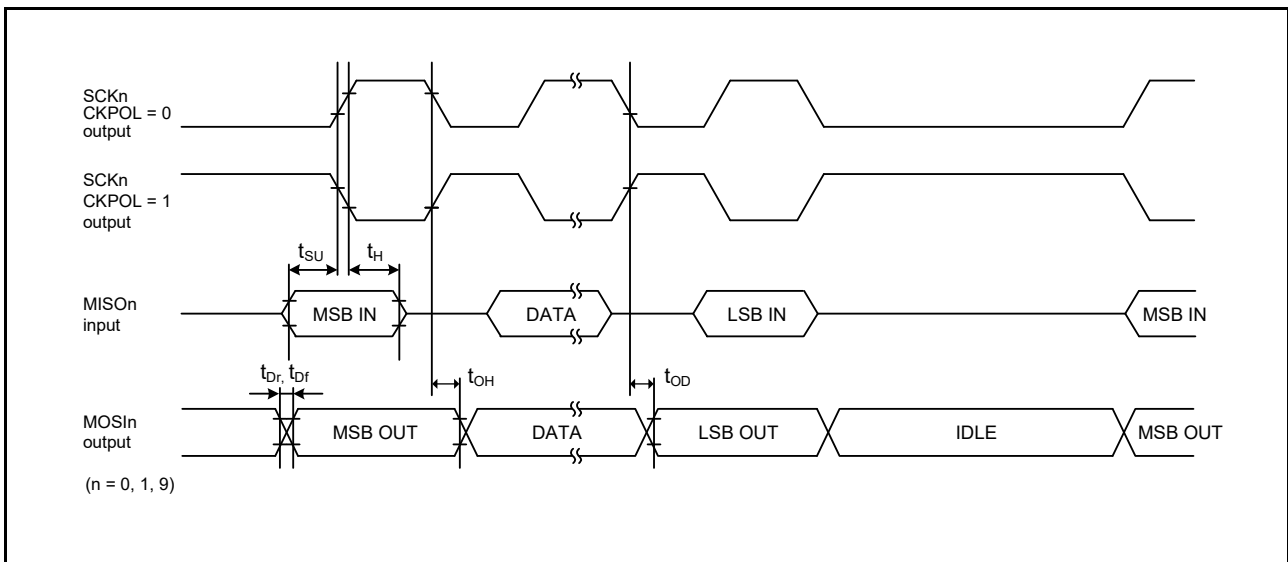 SCKn
CKPOL = 0
output
SCKn
CKPOL = 1
output
tSU
tH
MISOn
input
MSB IN
DATA
LSB IN
MSB IN
tDr, tDf
tOH
tOD
MOSIn
output
MSB OUT
DATA
LSB OUT
IDLE
MSB OUT
(n = 0, 1, 9)